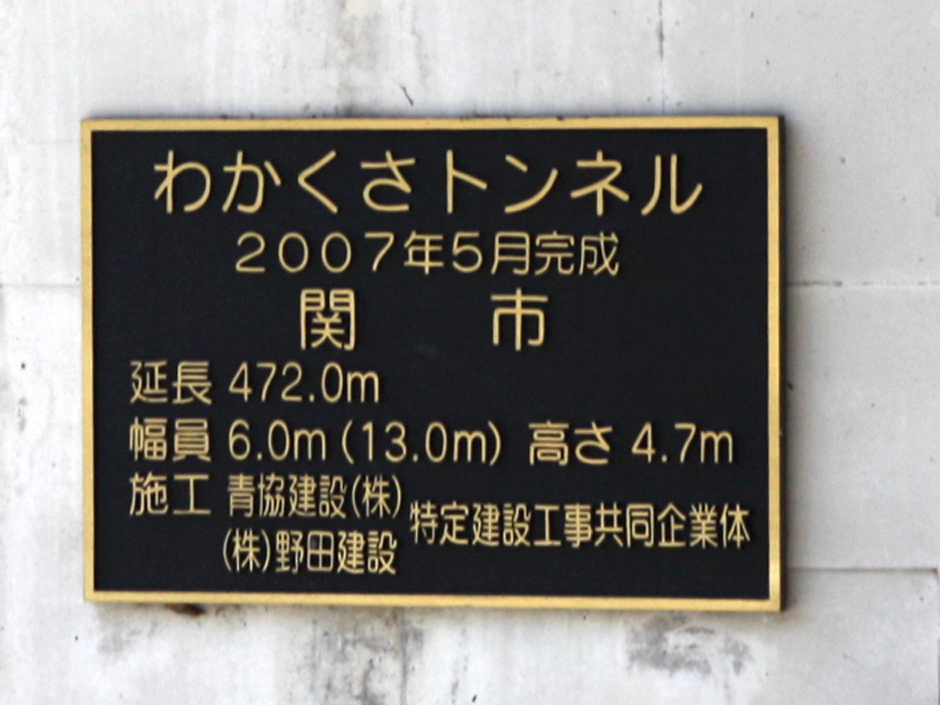 わかくさトンネル
2007年5月完成
関 市
延長 472.0m
幅員 6.0m (13.0m) 高さ 4.7m
施工 青協建設(株)
(株)野田建設
特定建設工事共同企業体